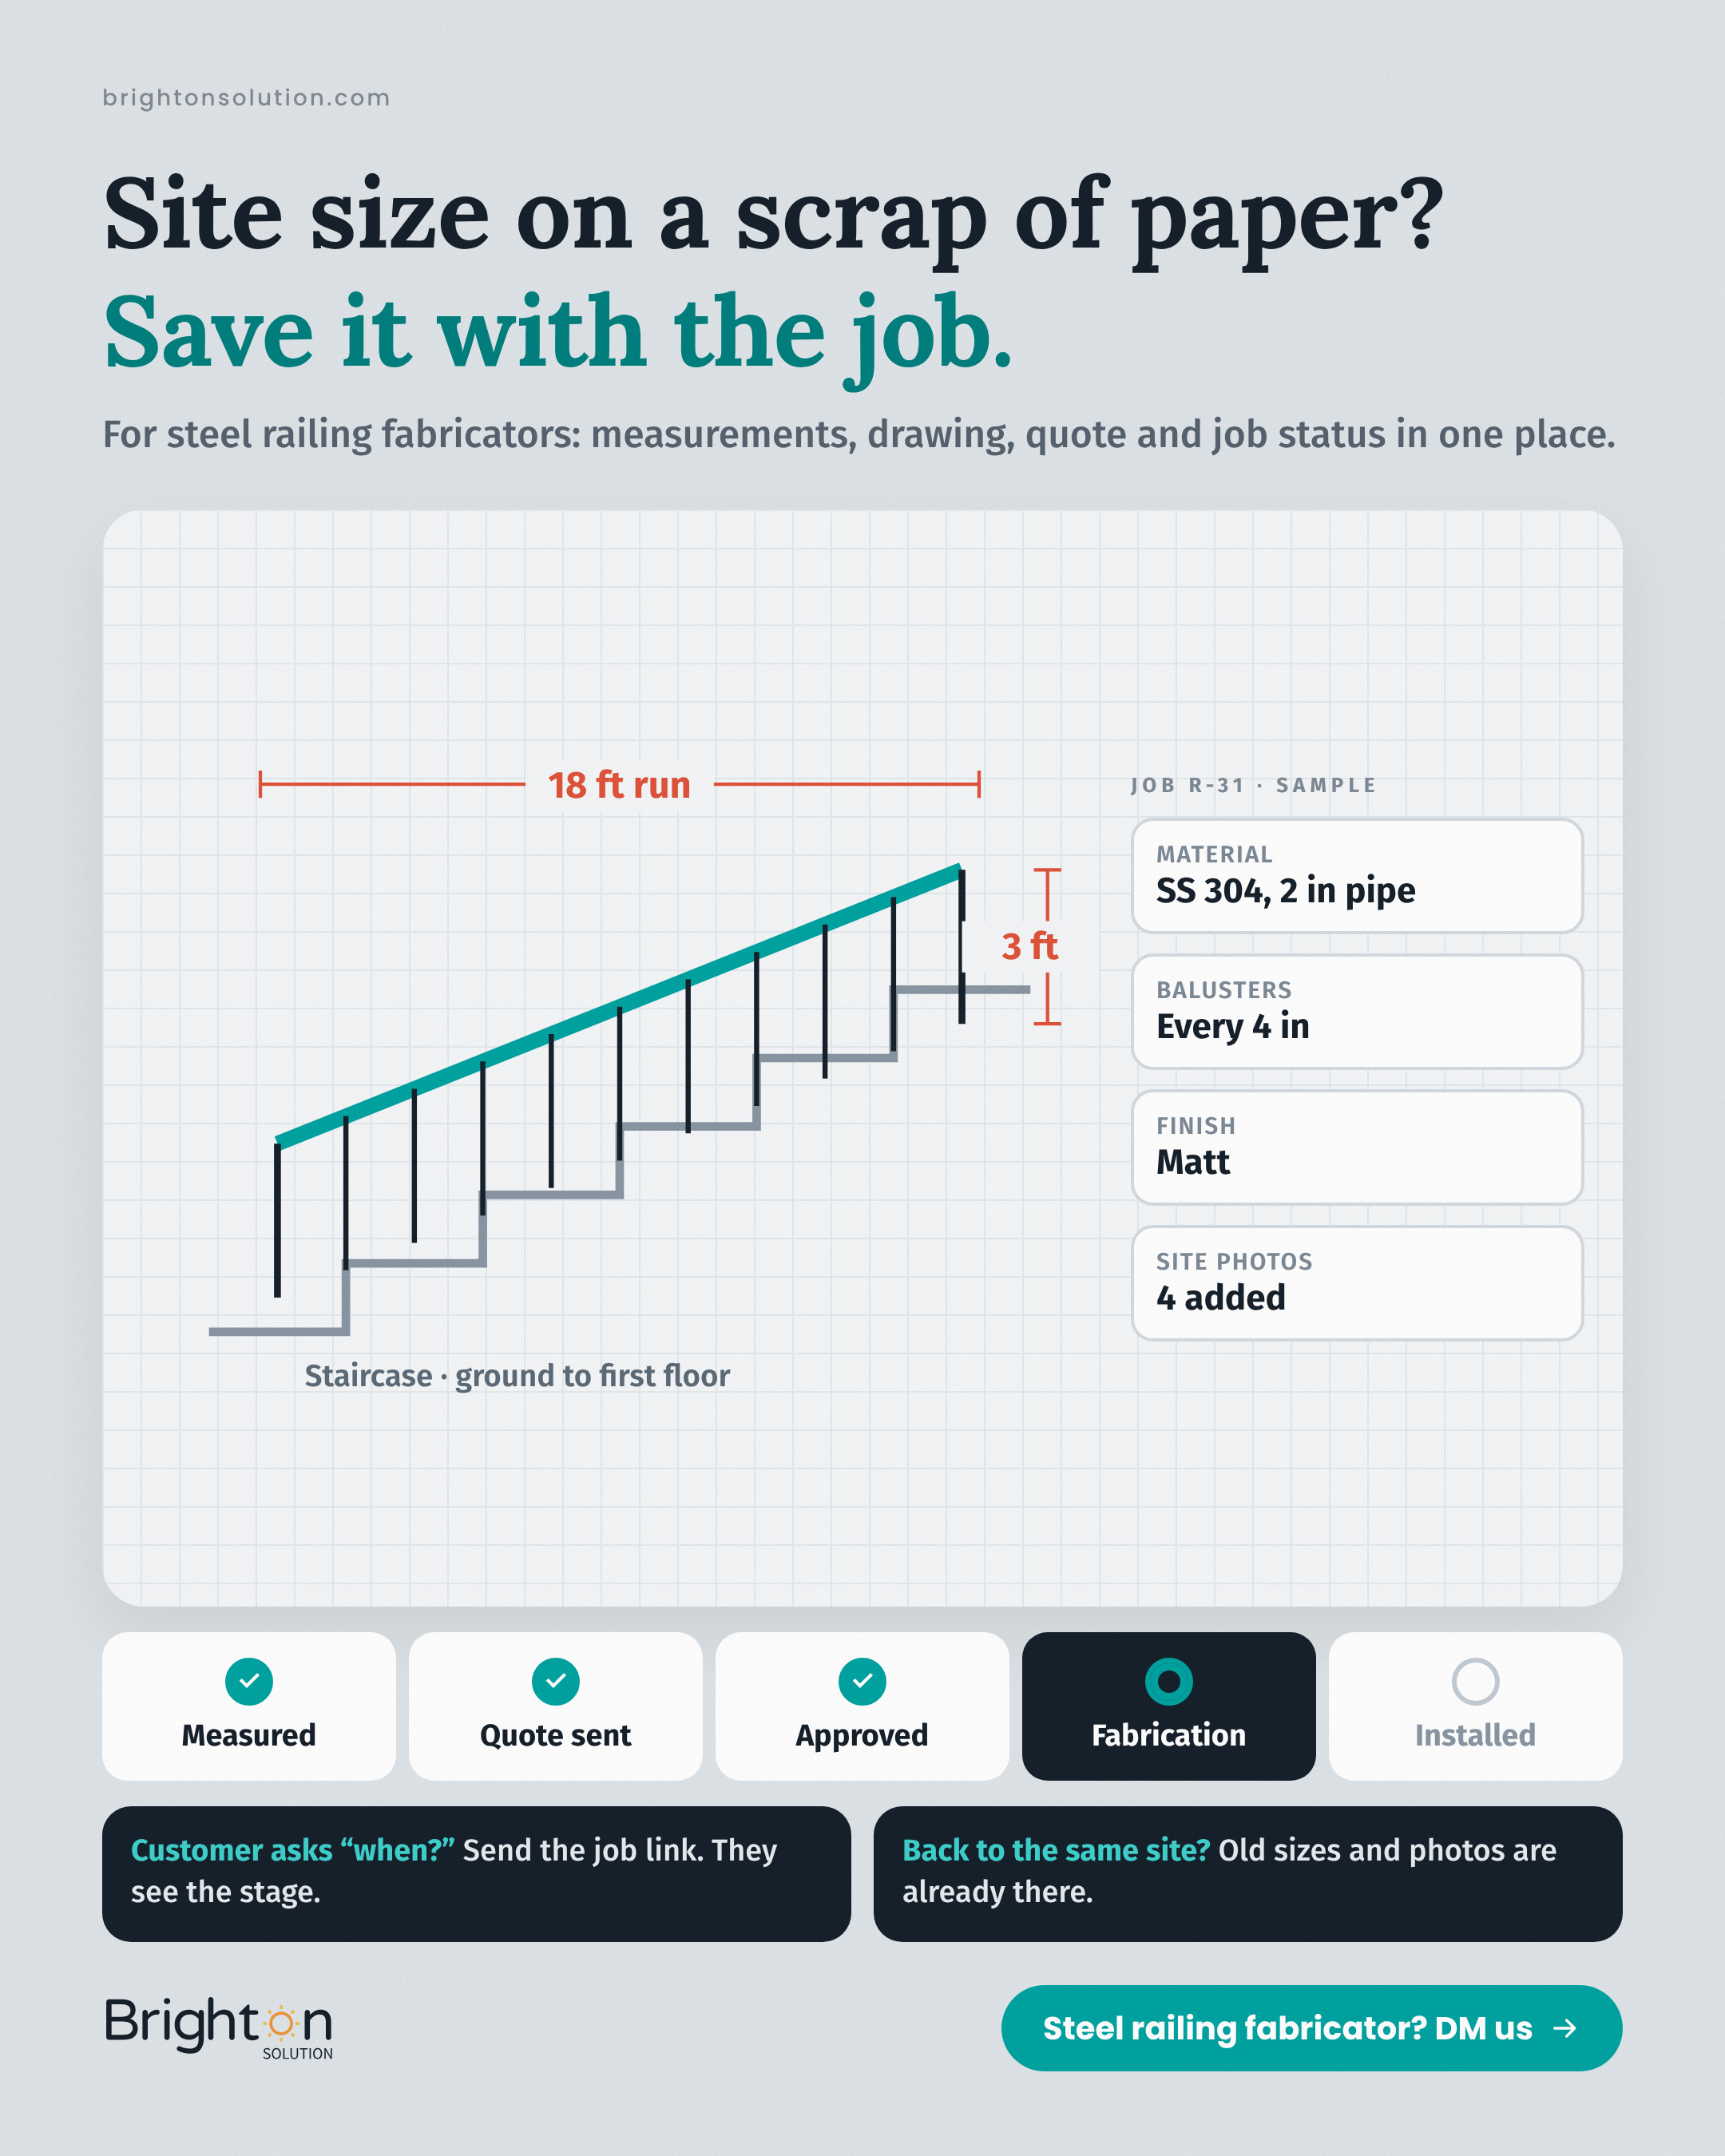 brightonsolution.com
Site size on a scrap of paper?
Save it with the job.
For steel railing fabricators: measurements, drawing, quote and job status in one place.
18 ft run
3 ft
Staircase · ground to first floor
JOB R-31 · SAMPLE
MATERIAL
SS 304, 2 in pipe
BALUSTERS
Every 4 in
FINISH
Matt
SITE PHOTOS
4 added
Measured
Quote sent
Approved
Fabrication
Installed
Customer asks “when?” Send the job link. They
see the stage.
Back to the same site? Old sizes and photos are
already there.
Brighton
SOLUTION
Steel railing fabricator? DM us →